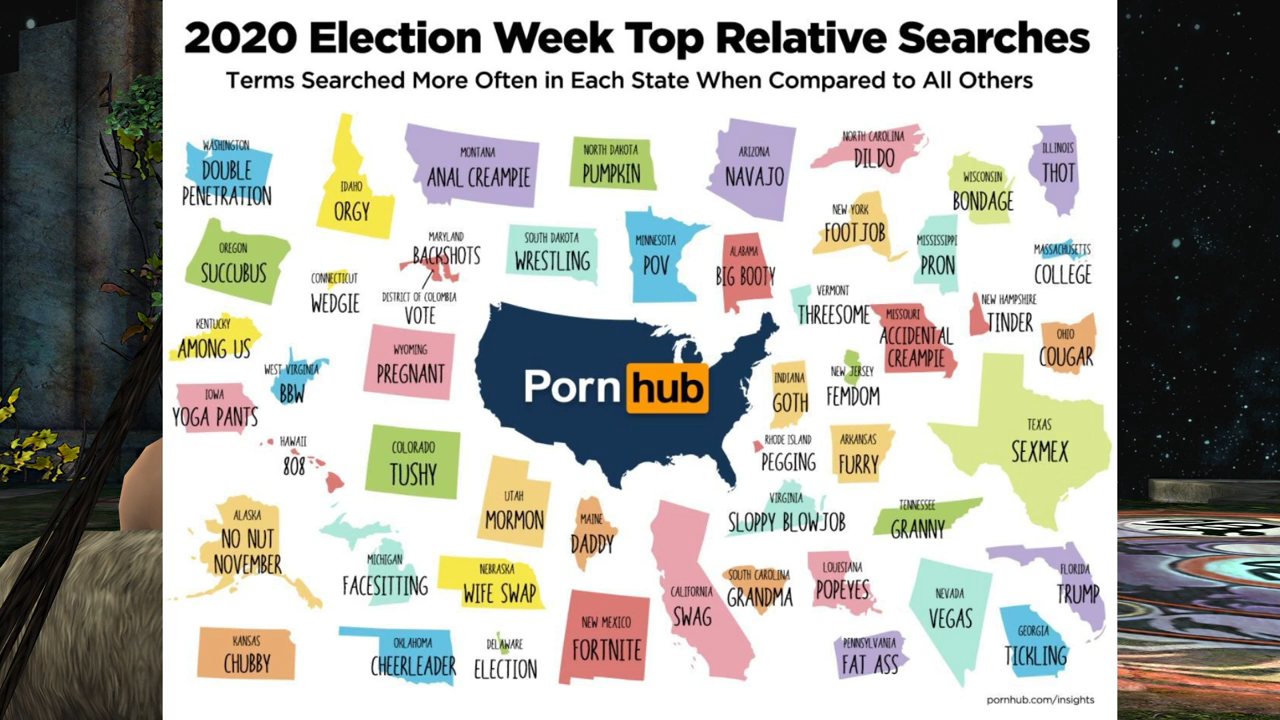 2020 Election Week Top Relative Searches
Terms Searched More Often in Each State When Compared to All Others
WASHINGTON
DOUBLE
PENETRATION
IDAHO
ORGY
MONTANA
ANAL CREAMPIE
NORTH DAKOTA
PUMPKIN
ARIZONA
NAVAJO
NORTH CAROLINA
DILDO
WISCONSIN
BONDAGE
ILLINOIS
THOT
OREGON
SUCCUBUS
CONNECTICUT
WEDGIE
MARYLAND
BACKSHOTS
DISTRICT OF COLOMBIA
VOTE
SOUTH DAKOTA
WRESTLING
MINNESOTA
POV
ALABAMA
BIG BOOTY
NEW YORK
FOOTJOB
MISSISSIPPI
PRON
MASSACHUSETTS
COLLEGE
KENTUCKY
AMONG US
WEST VIRGINIA
BBW
WYOMING
PREGNANT
VERMONT
THREESOME
MISSOURI
ACCIDENTAL
CREAMPIE
NEW HAMPSHIRE
TINDER
OHIO
COUGAR
IOWA
YOGA PANTS
Porn hub
INDIANA
GOTH
NEW JERSEY
FEMDOM
HAWAII
808
COLORADO
TUSHY
RHODE ISLAND
PEGGING
ARKANSAS
FURRY
TEXAS
SEXMEX
ALASKA
NO NUT
NOVEMBER
UTAH
MORMON
MAINE
DADDY
VIRGINIA
SLOPPY BLOWJOB
TENNESSEE
GRANNY
MICHIGAN
FACESITTING
NEBRASKA
WIFE SWAP
CALIFORNIA
SWAG
SOUTH CAROLINA
GRANDMA
LOUISIANA
POPEYES
NEVADA
VEGAS
FLORIDA
TRUMP
KANSAS
CHUBBY
OKLAHOMA
CHEERLEADER
DELAWARE
ELECTION
NEW MEXICO
FORTNITE
PENNSYLVANIA
FAT ASS
GEORGIA
TICKLING
pornhub.com/insights